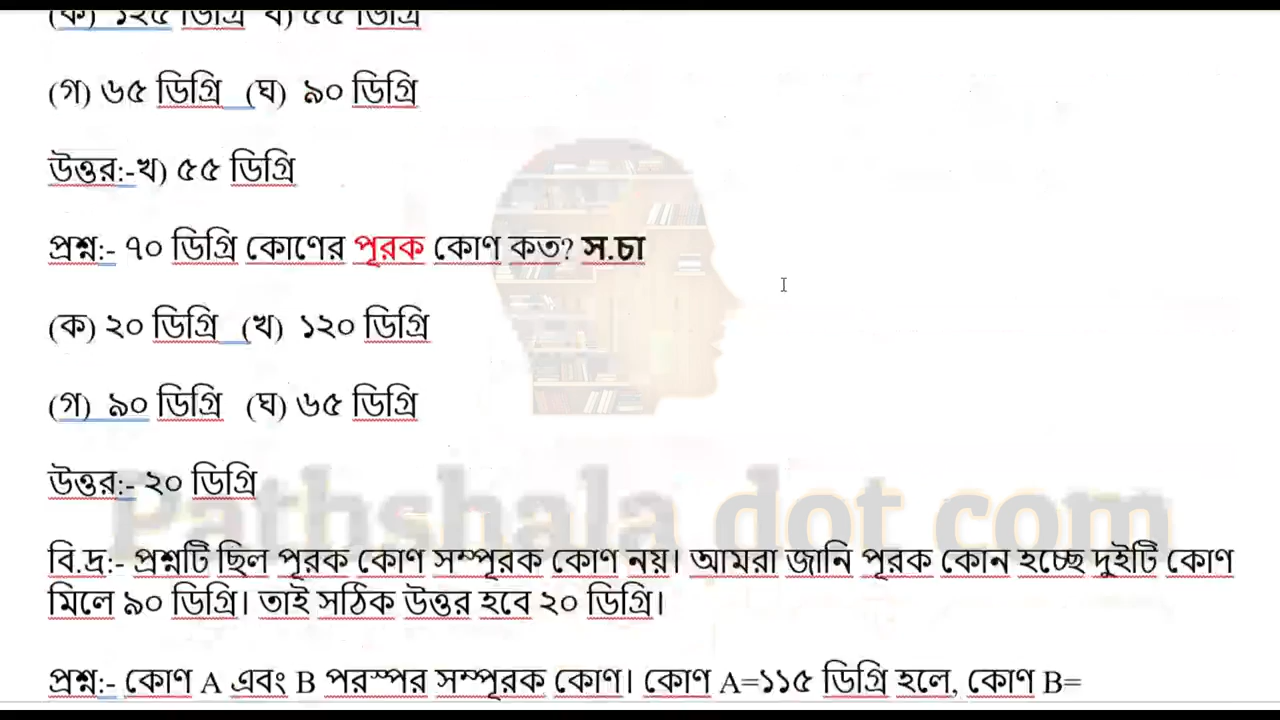 (ক) ১২৫ ডিগ্রি খ) ৫৫ ডিগ্রি
(গ) ৬৫ ডিগ্রি (ঘ) ৯০ ডিগ্রি
উত্তর:-খ) ৫৫ ডিগ্রি
প্রশ্ন:- ৭০ ডিগ্রি কোণের পূরক কোণ কত? স.চা
(ক) ২০ ডিগ্রি (খ) ১২০ ডিগ্রি
(গ) ৯০ ডিগ্রি (ঘ) ৬৫ ডিগ্রি
উত্তর:- ২০ ডিগ্রি
Pathshala dot com
বি.দ্র:- প্রশ্নটি ছিল পূরক কোণ সম্পূরক কোণ নয়। আমরা জানি পূরক কোন হচ্ছে দুইটি কোণ
মিলে ৯০ ডিগ্রি। তাই সঠিক উত্তর হবে ২০ ডিগ্রি।
প্রশ্ন:- কোণ A এবং B পরস্পর সম্পূরক কোণ। কোণ A=১১৫ ডিগ্রি হলে, কোণ B=